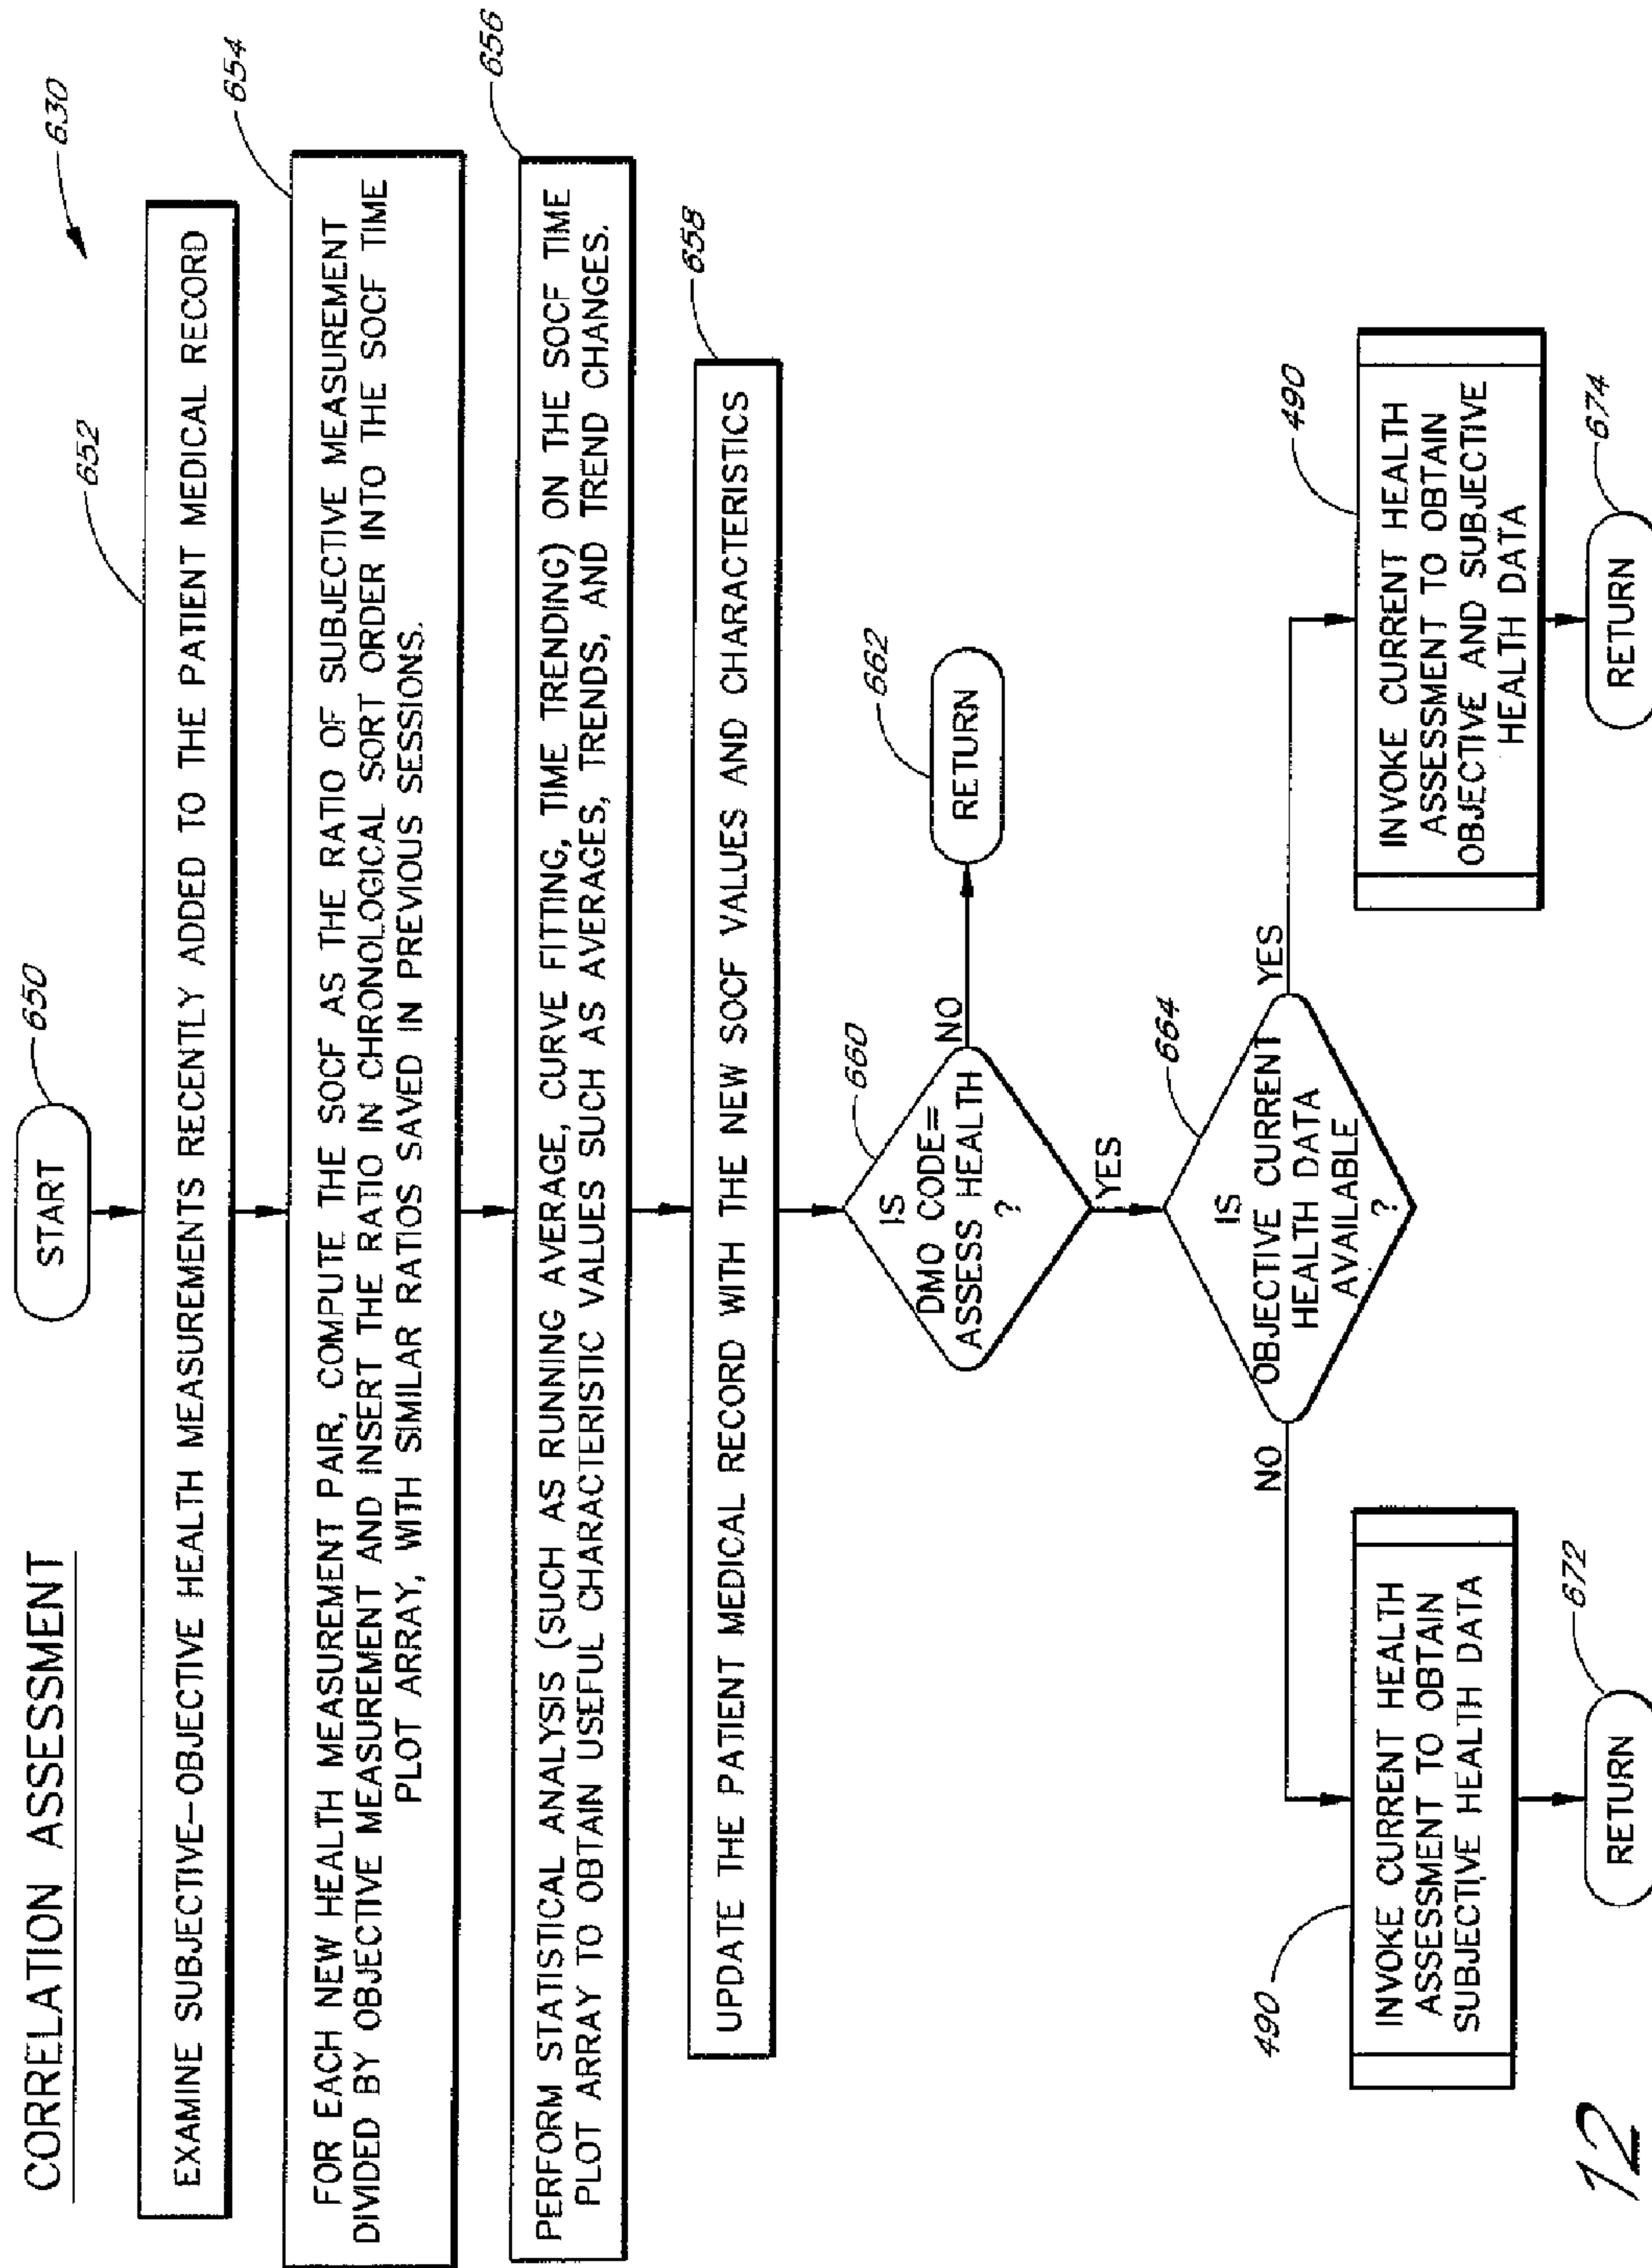 CORRELATION ASSESSMENT
START
650
630
652
EXAMINE SUBJECTIVE-OBJECTIVE HEALTH MEASUREMENTS RECENTLY ADDED TO THE PATIENT MEDICAL RECORD
654
FOR EACH NEW HEALTH MEASUREMENT PAIR, COMPUTE THE SOCF AS THE RATIO OF SUBJECTIVE MEASUREMENT
DIVIDED BY OBJECTIVE MEASUREMENT AND INSERT THE RATIO IN CHRONOLOGICAL SORT ORDER INTO THE SOCF TIME
PLOT ARRAY, WITH SIMILAR RATIOS SAVED IN PREVIOUS SESSIONS.
656
PERFORM STATISTICAL ANALYSIS (SUCH AS RUNNING AVERAGE, CURVE FITTING, TIME TRENDING) ON THE SOCF TIME
PLOT ARRAY TO OBTAIN USEFUL CHARACTERISTIC VALUES SUCH AS AVERAGES, TRENDS, AND TREND CHANGES.
658
UPDATE THE PATIENT MEDICAL RECORD WITH THE NEW SOCF VALUES AND CHARACTERISTICS
660
IS
DMO CODE=
ASSESS HEALTH
?
NO
662
RETURN
YES
664
IS
OBJECTIVE CURRENT
HEALTH DATA
AVAILABLE
?
NO
YES
490
INVOKE CURRENT HEALTH
ASSESSMENT TO OBTAIN
SUBJECTIVE HEALTH DATA
672
RETURN
490
INVOKE CURRENT HEALTH
ASSESSMENT TO OBTAIN
OBJECTIVE AND SUBJECTIVE
HEALTH DATA
674
RETURN
12